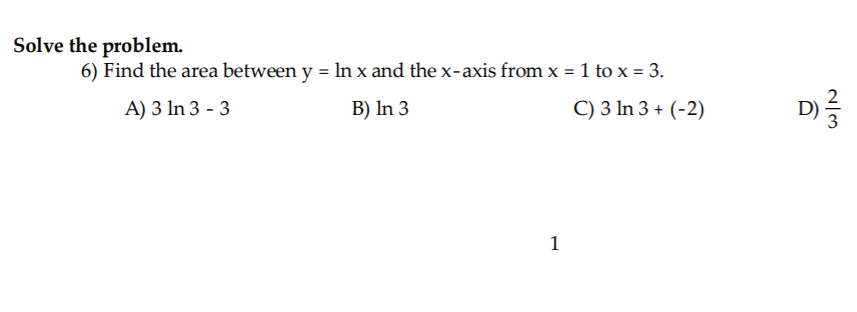 Solve the problem.
6) Find the area between y = ln x and the x-axis from x = 1 to x = 3.
A) 3 ln 3 - 3 B) ln 3 C) 3 ln 3 + (-2) D) 2/3
1